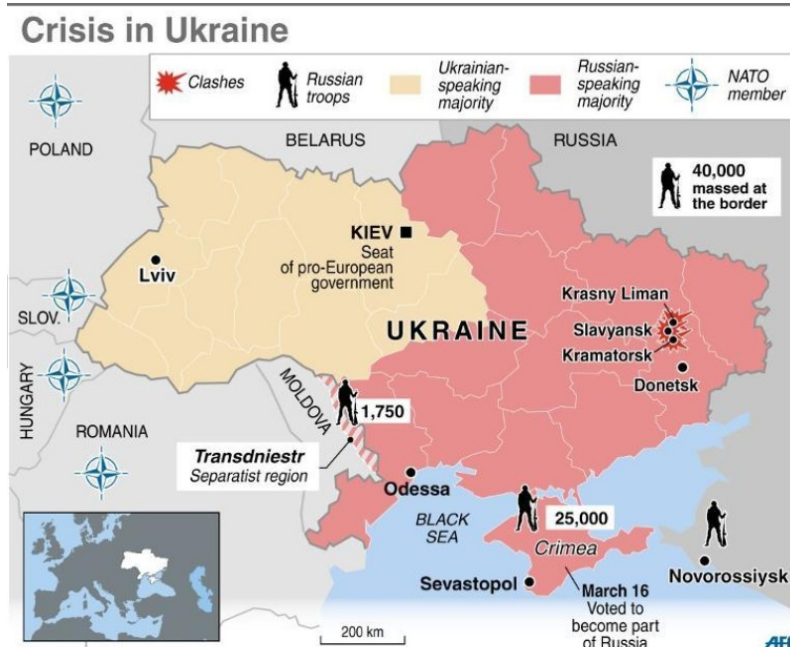 Crisis in Ukraine
Clashes
Russian
troops
Ukrainian-
speaking
majority
Russian-
speaking
majority
NATO
member
POLAND
BELARUS
RUSSIA
40,000
massed at
the border
KIEV
Seat
of pro-European
government
Lviv
SLOV.
HUNGARY
UKRAINE
Krasny Liman
Slavyansk
Kramatorsk
Donetsk
MOLDOVA
1,750
ROMANIA
Transdniestr
Separatist region
Odessa
BLACK
SEA
25,000
Crimea
Sevastopol
Novorossiysk
March 16
Voted to
become part
of Russia
200 km